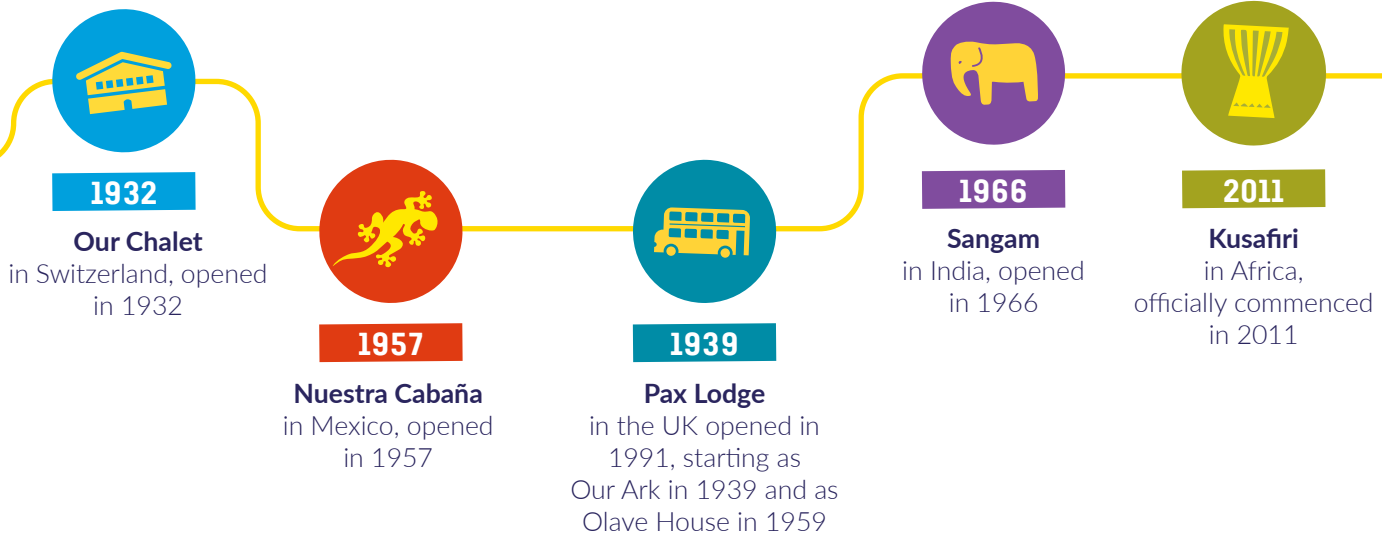 1932
Our Chalet
in Switzerland, opened
in 1932
1957
Nuestra Cabaña
in Mexico, opened
in 1957
1939
Pax Lodge
in the UK opened in
1991, starting as
Our Ark in 1939 and as
Olave House in 1959
1966
Sangam
in India, opened
in 1966
2011
Kusafiri
in Africa,
officially commenced
in 2011